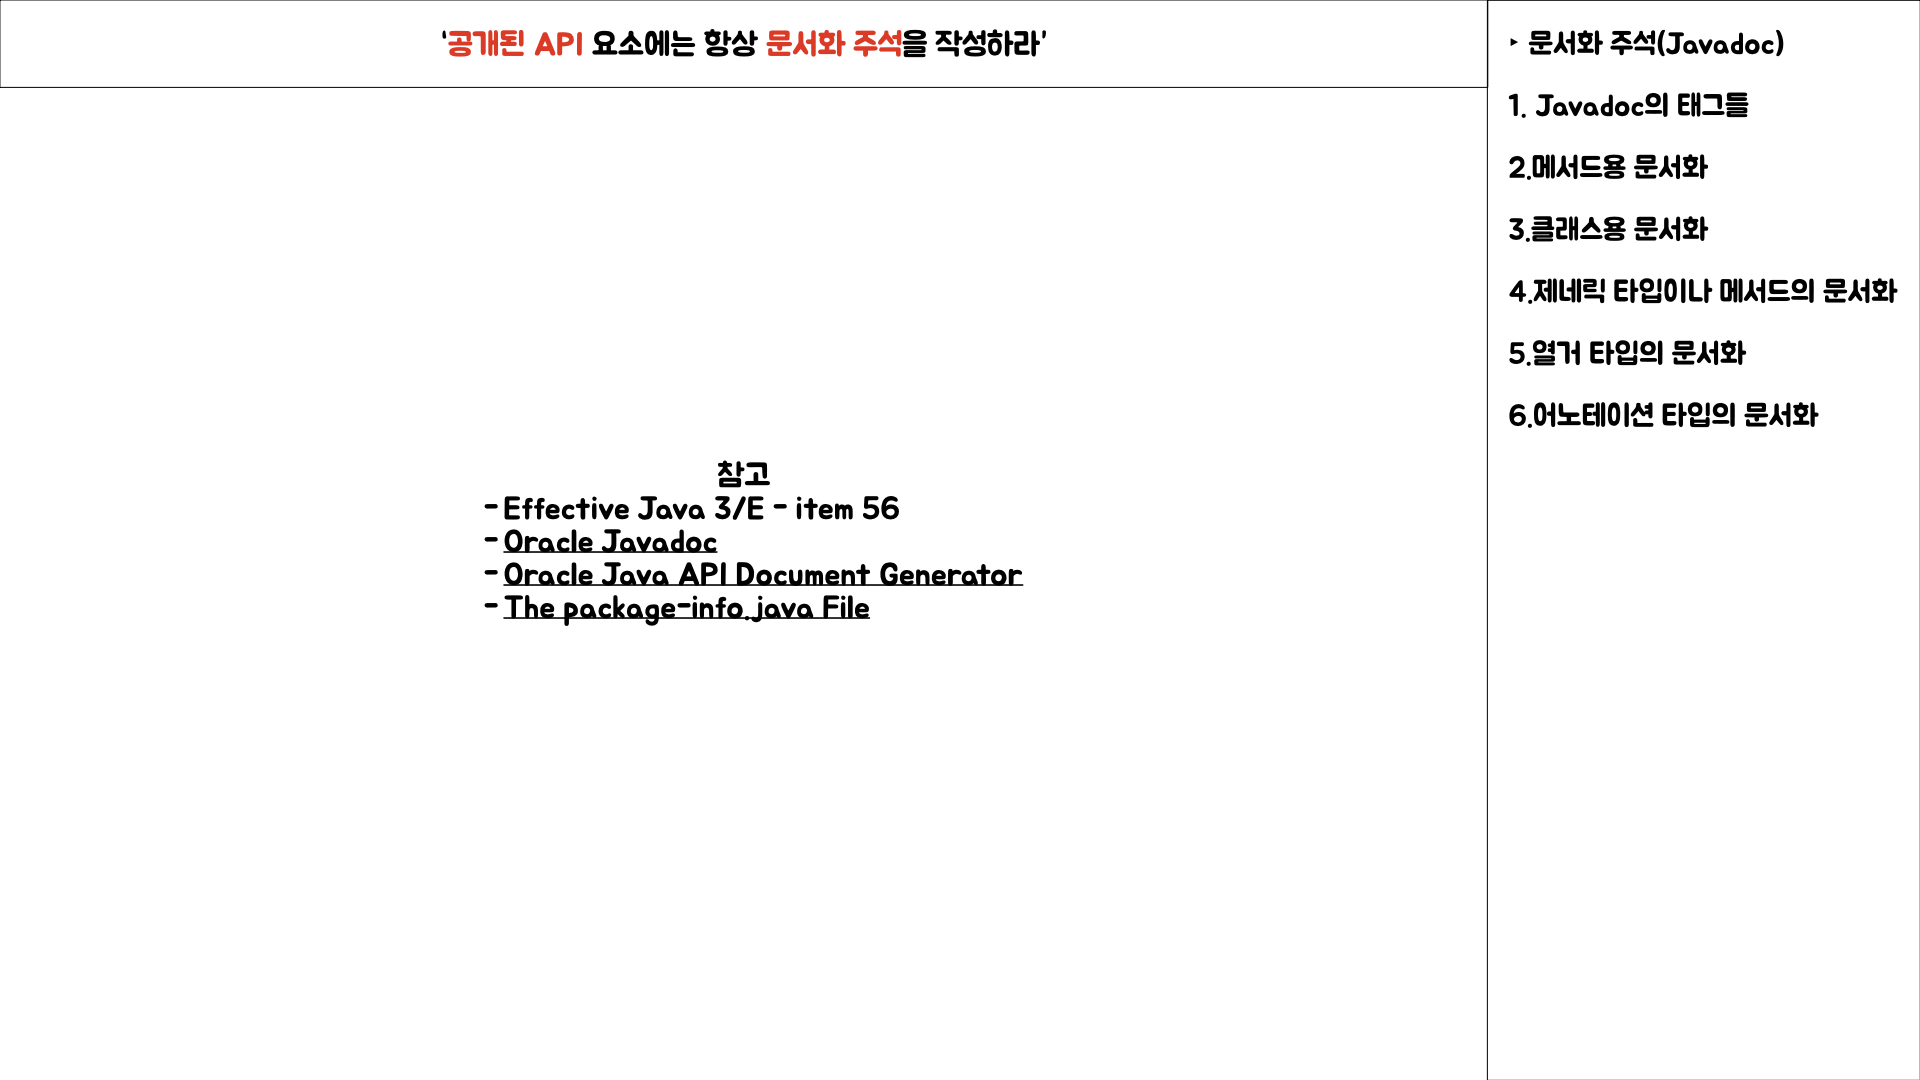 ‘공개된 API 요소에는 항상 문서화 주석을 작성하라’
참고
- Effective Java 3/E - item 56
- Oracle Javadoc
- Oracle Java API Document Generator
- The package-info.java File
‣ 문서화 주석(Javadoc)
1. Javadoc의 태그들
2.메서드용 문서화
3.클래스용 문서화
4.제네릭 타입이나 메서드의 문서화
5.열거 타입의 문서화
6.어노테이션 타입의 문서화